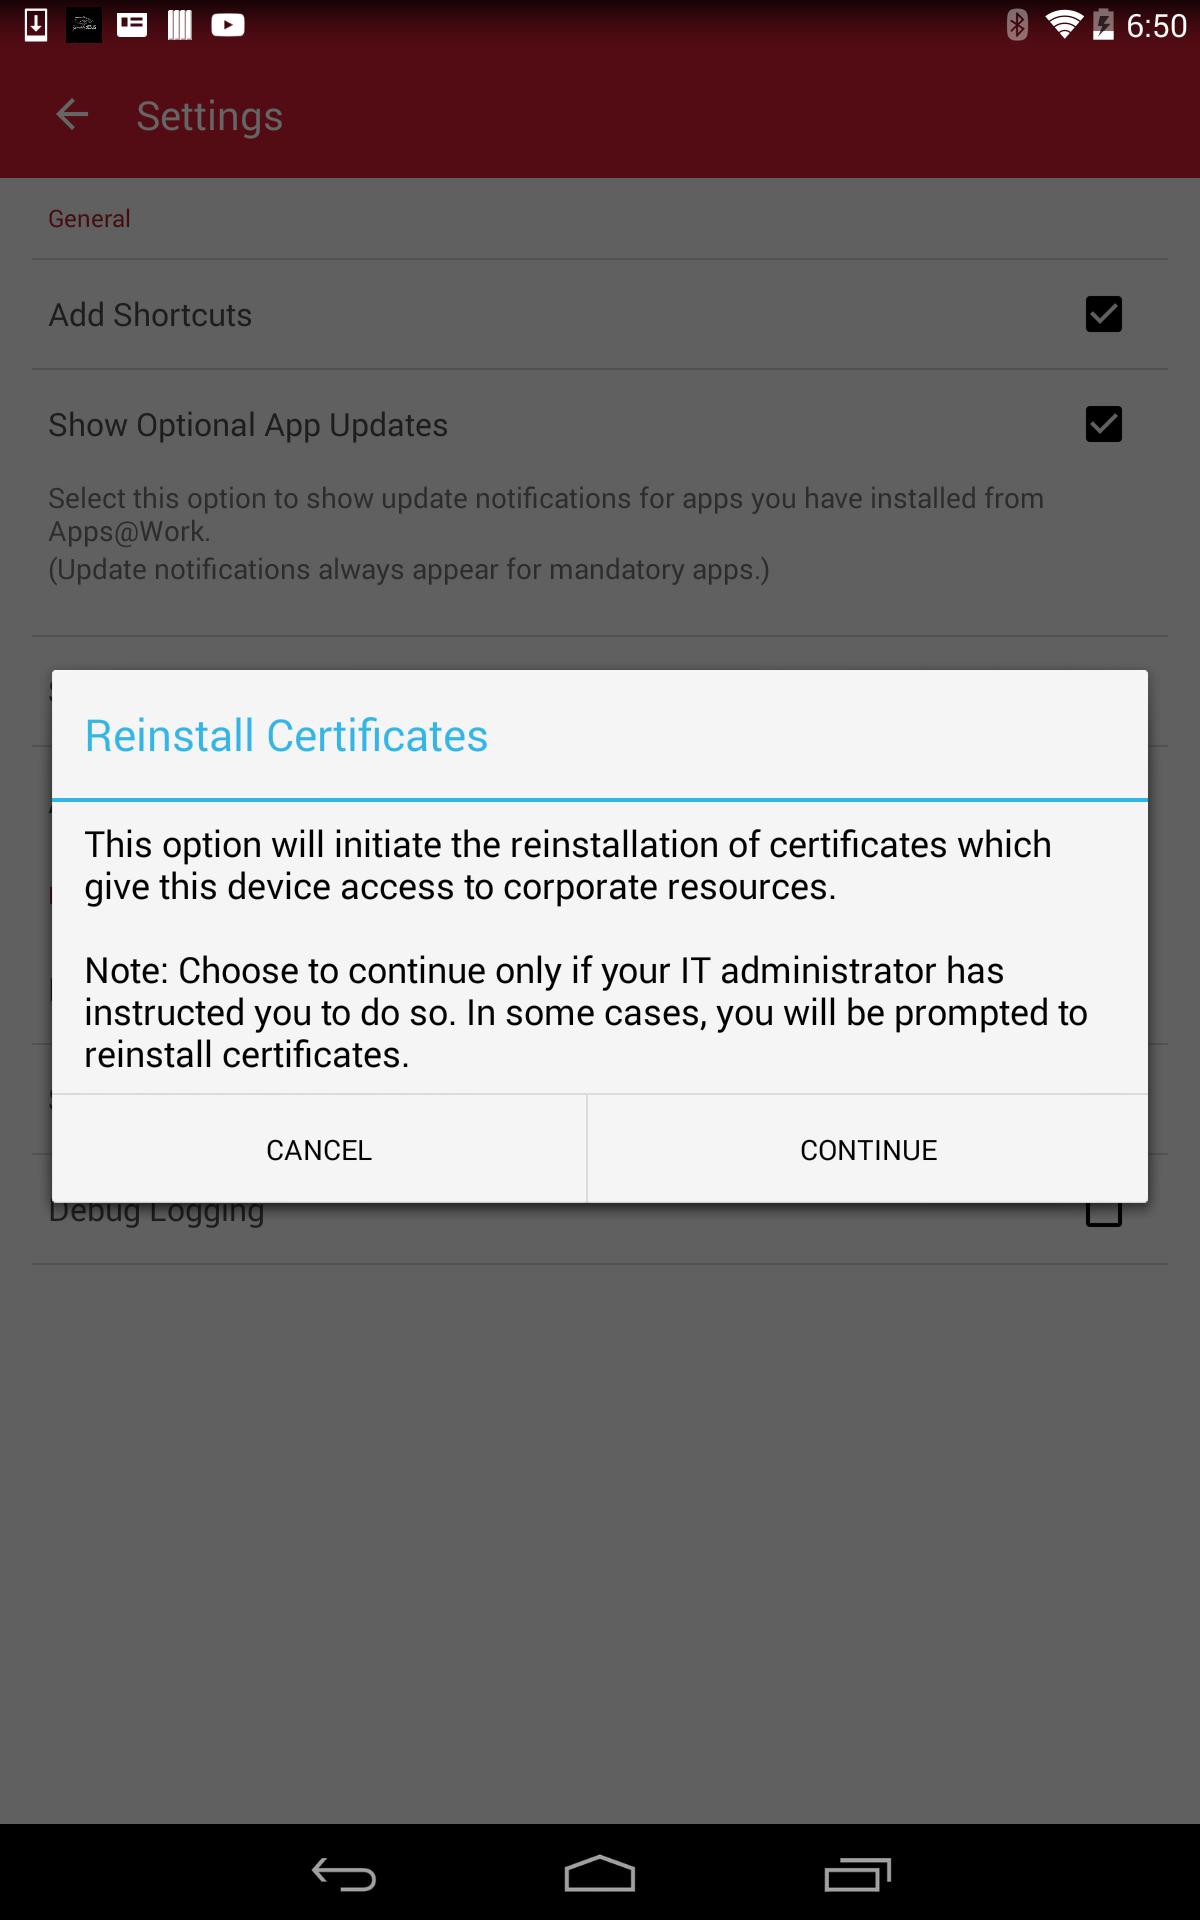 6:50
Settings
General
Add Shortcuts
Show Optional App Updates
Select this option to show update notifications for apps you have installed from
Apps@Work.
(Update notifications always appear for mandatory apps.)
Reinstall Certificates
This option will initiate the reinstallation of certificates which
give this device access to corporate resources.
Note: Choose to continue only if your IT administrator has
instructed you to do so. In some cases, you will be prompted to
reinstall certificates.
CANCEL
CONTINUE
Debug Logging